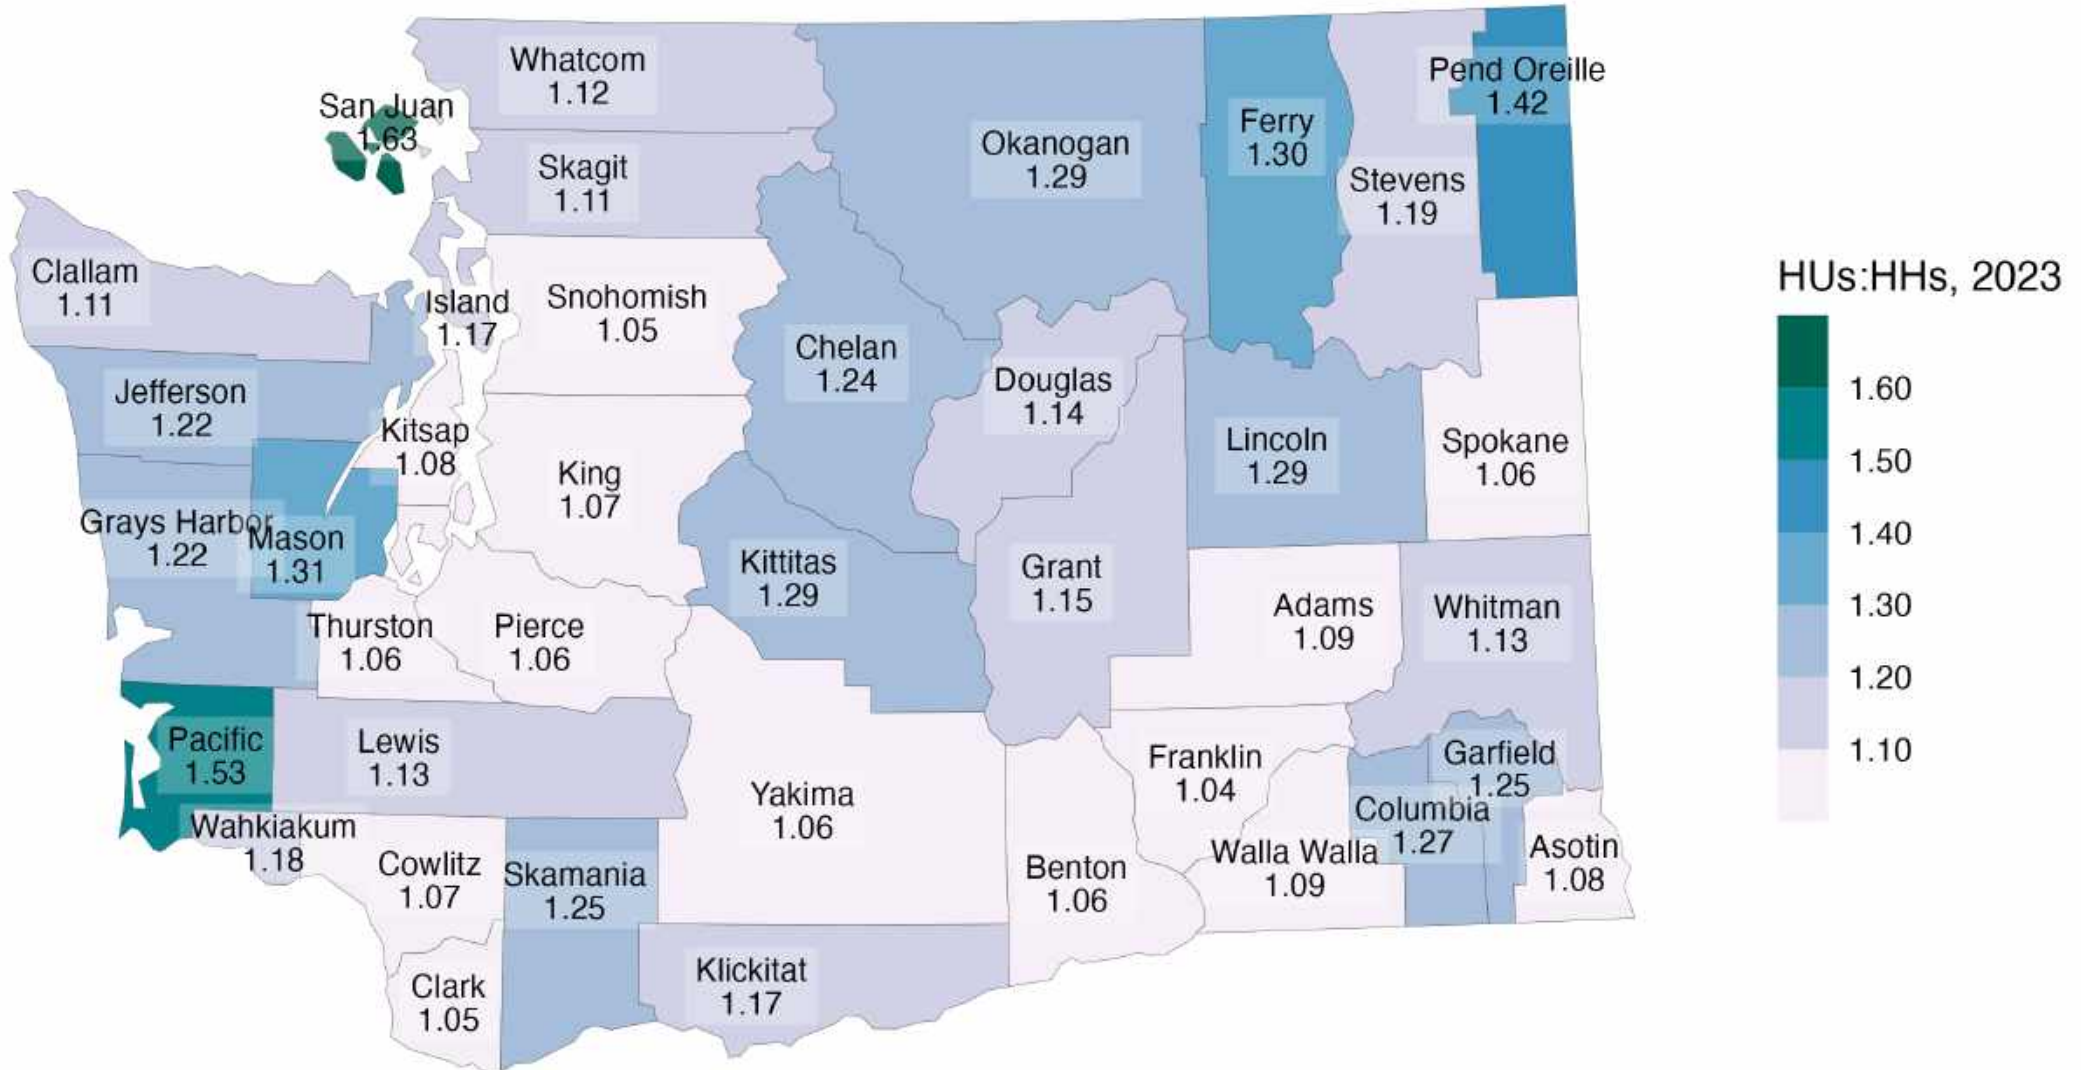 Whatcom
1.12
San Juan
1.63
Skagit
1.11
Okanogan
1.29
Ferry
1.30
Pend Oreille
1.42
Stevens
1.19
Clallam
1.11
Island
1.17
Snohomish
1.05
Chelan
1.24
Douglas
1.14
Jefferson
1.22
Kitsap
1.08
King
1.07
Lincoln
1.29
Spokane
1.06
Grays Harbor
1.22
Mason
1.31
Kittitas
1.29
Grant
1.15
Adams
1.09
Whitman
1.13
Thurston
1.06
Pierce
1.06
Pacific
1.53
Lewis
1.13
Yakima
1.06
Franklin
1.04
Garfield
1.25
Columbia
1.27
Wahkiakum
1.18
Cowlitz
1.07
Skamania
1.25
Benton
1.06
Walla Walla
1.09
Asotin
1.08
Clark
1.05
Klickitat
1.17
HUs:HHs, 2023
1.60
1.50
1.40
1.30
1.20
1.10